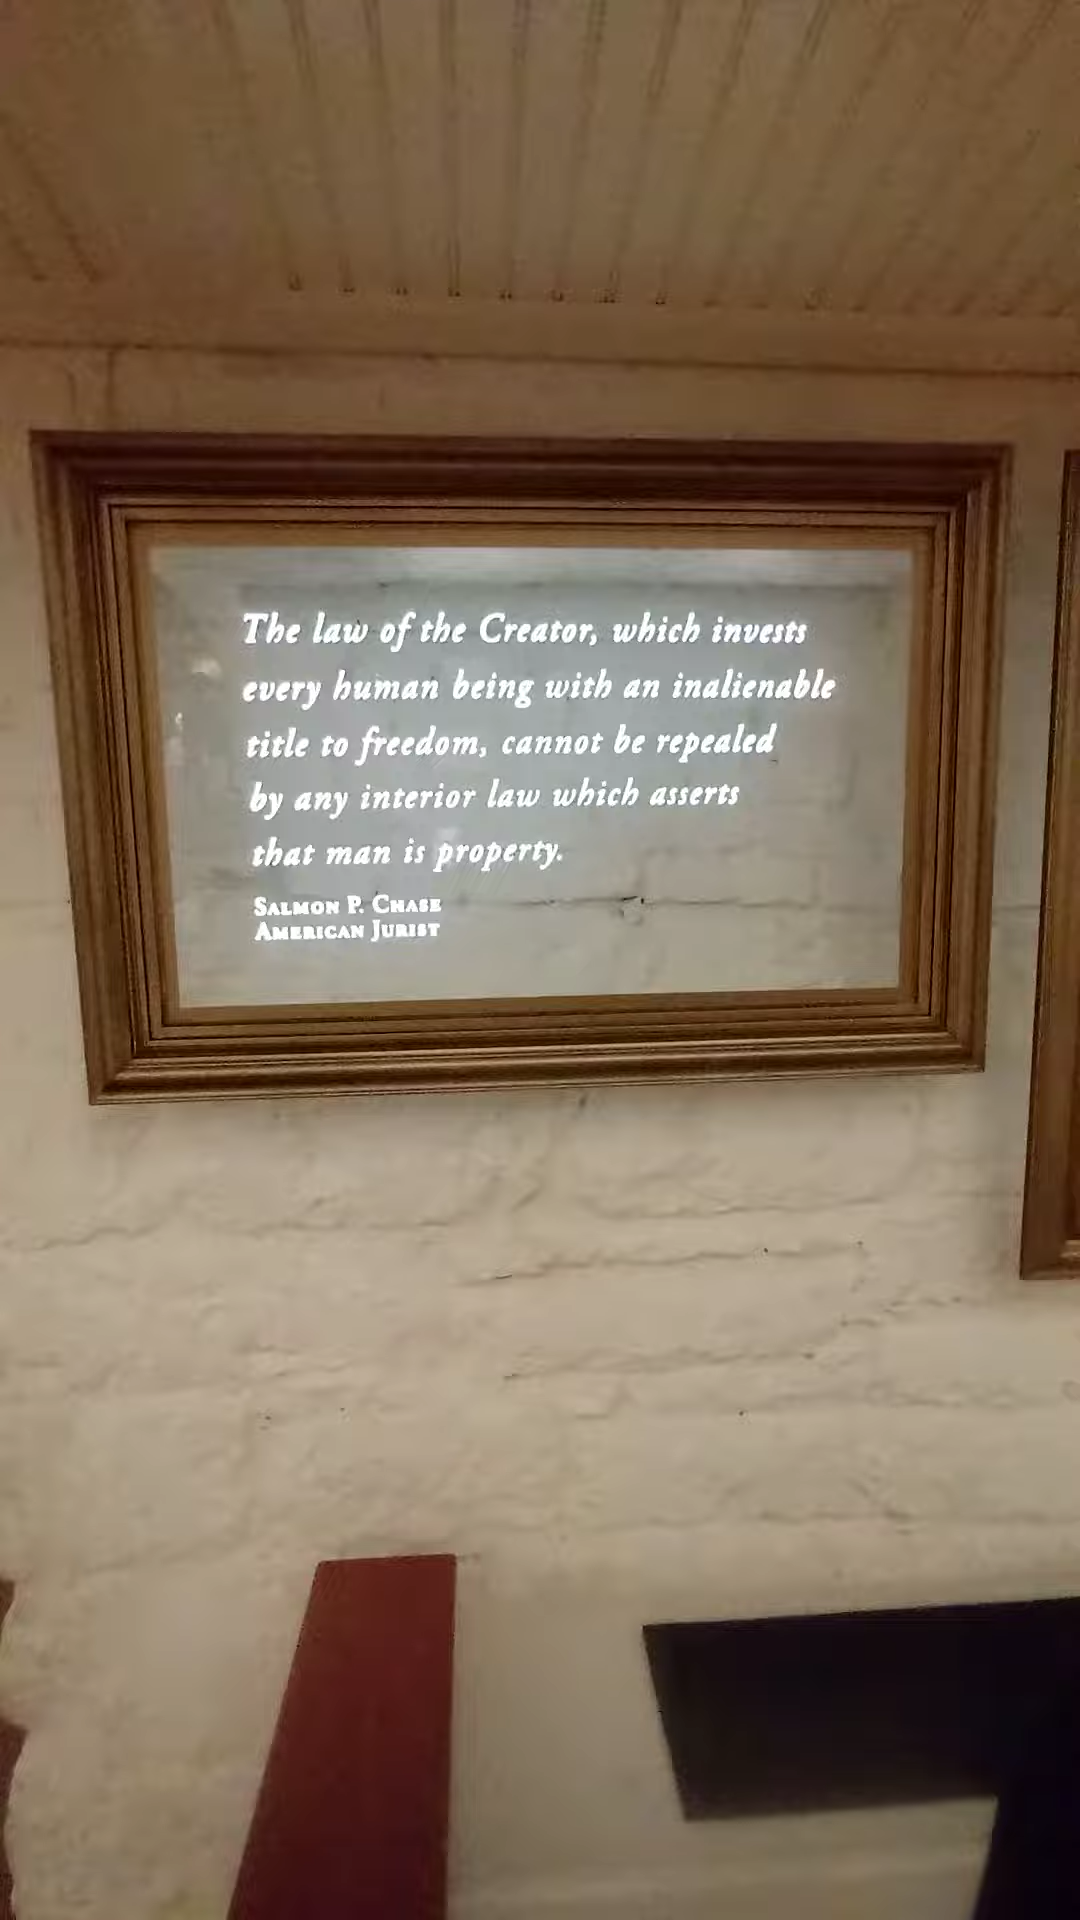 The law of the Creator, which invests
every human being with an inalienable
title to freedom, cannot be repealed
by any interior law which asserts
that man is property.
SALMON P. CHASE
AMERICAN JURIST